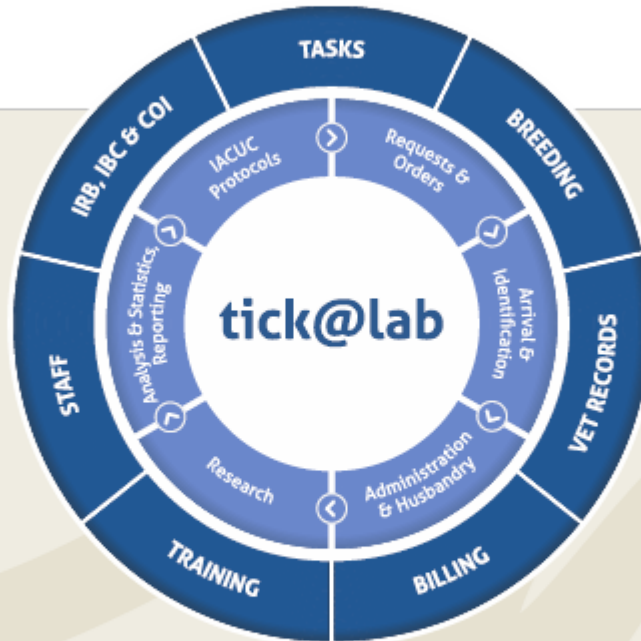 TASKS
BREEDING
VET RECORDS
BILLING
TRAINING
STAFF
IRB, IBC & COI
IACUC
Protocols
Requests &
Orders
Arrival &
Identification
Administration
& Husbandry
Research
Analysis & Statistics,
Reporting
tick@lab